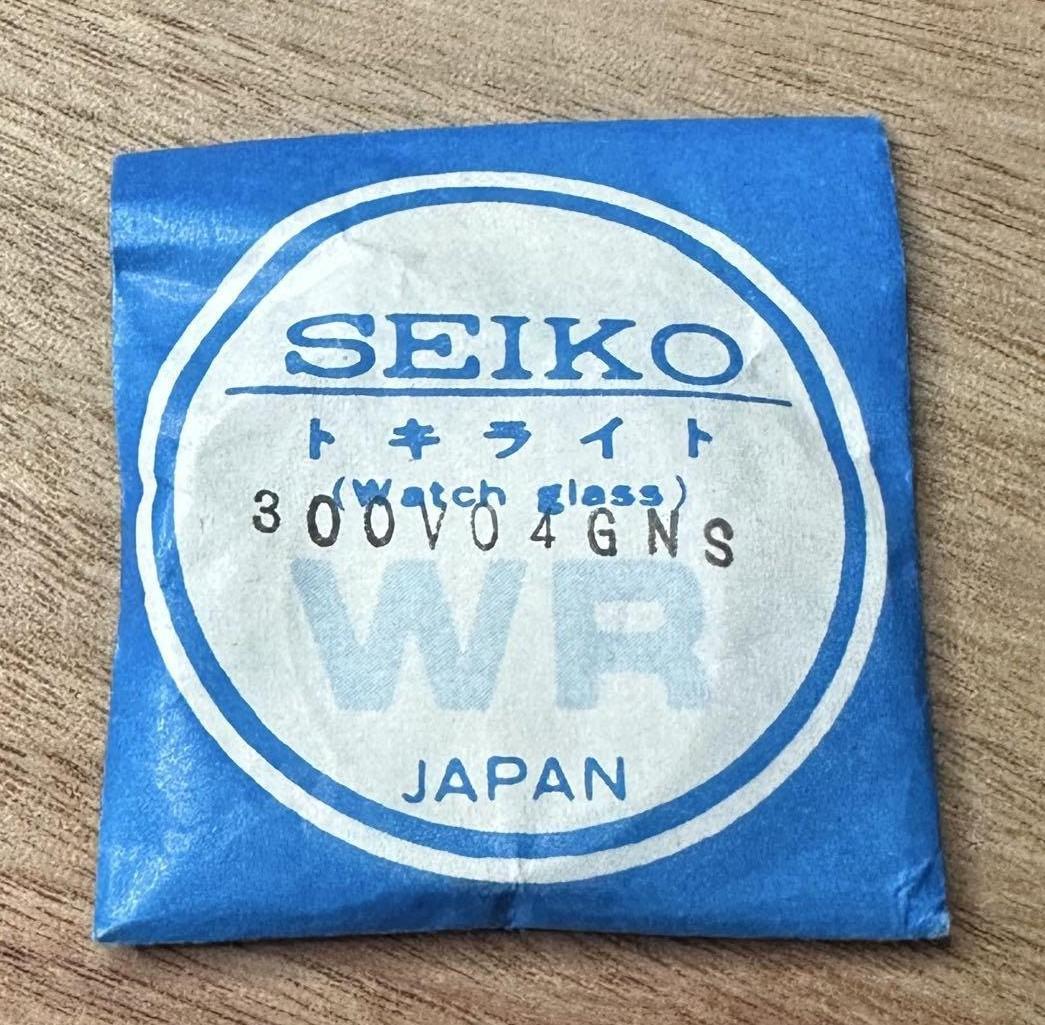 SEIKO
トキライト
(Watch glass)
300V04GNS
WR
JAPAN